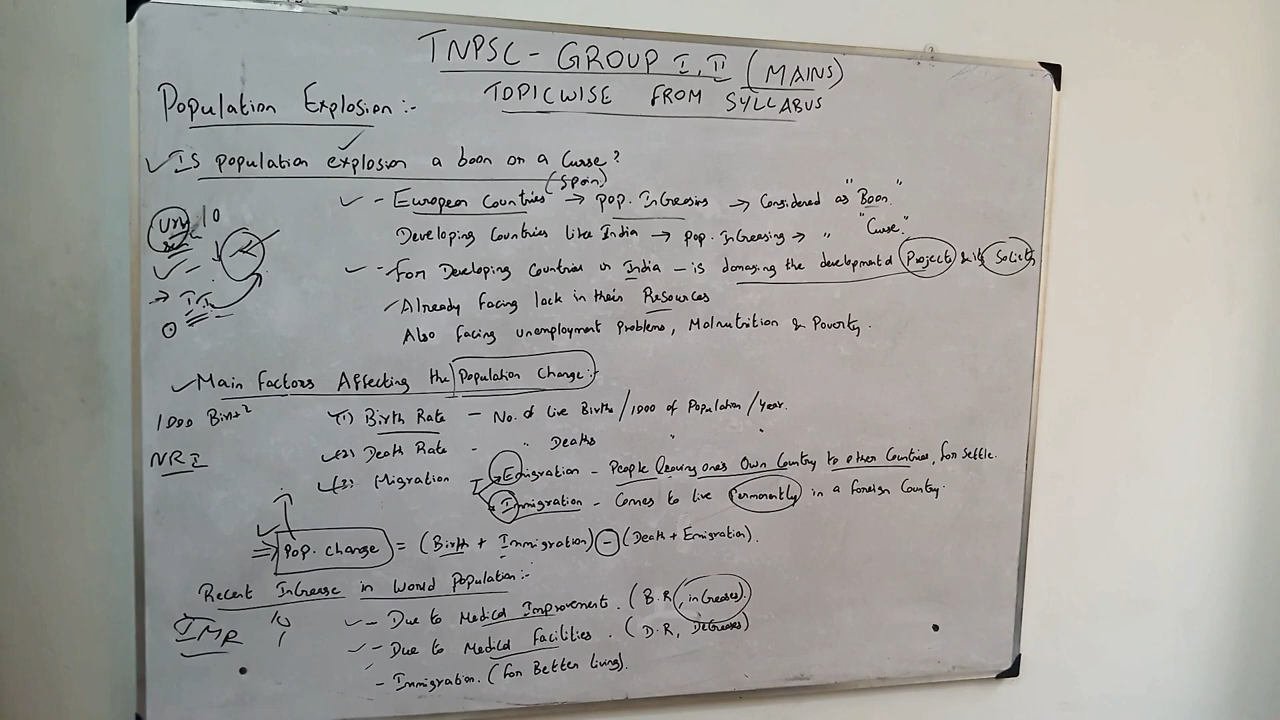 TNPSC - GROUP I, II (MAINS)
TOPICWISE FROM SYLLABUS
Population Explosion:-
Is population explosion a boon or a Curse?
(Spain)
- European Countries → pop. Increasing → Considered as "Boon"
Developing Countries like India → pop. Increasing → " "Curse"
- For Developing Countries or India - is damaging the development of Projects & its Society
Already facing lack in their Resources
Also facing unemployment Problems, Malnutrition & Poverty.
10
Main Factors Affecting the Population Change:-
1000
(1) Birth Rate - No. of live Births / 1000 of Population / Year.
(2) Death Rate - " Deaths " "
NRI
(3) Migration
Emigration - People leaving one's Own Country to other Countries, for settle.
Immigration - Comes to live Permanently in a foreign Country.
⇒ Pop. change = (Birth + Immigration) - (Death + Emigration).
Recent Increase in World Population:-
IMR
- Due to Medical Improvement. (B.R, increases).
- Due to Medical Facilities. (D.R, Decreases)
- Immigration. (for Better living).